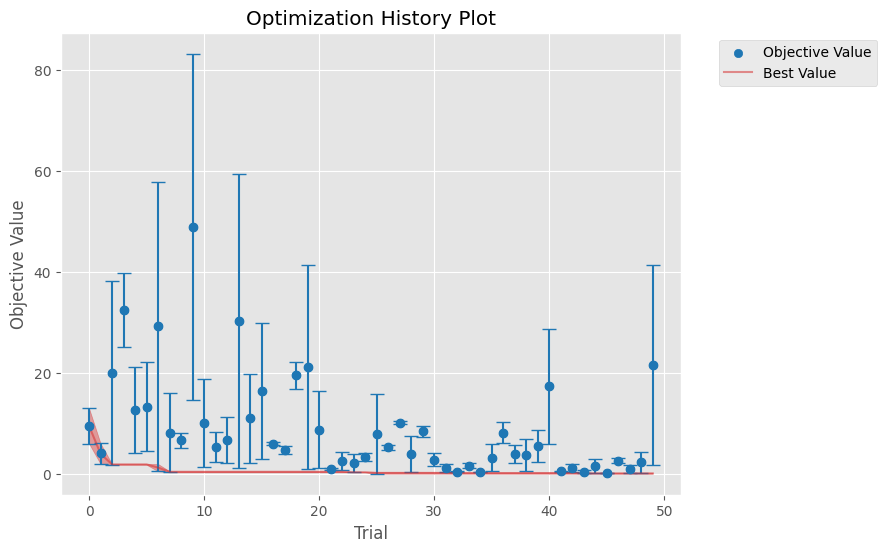 Optimization History Plot
Objective Value
Best Value
Objective Value
80
60
40
20
0
0 10 20 30 40 50
Trial